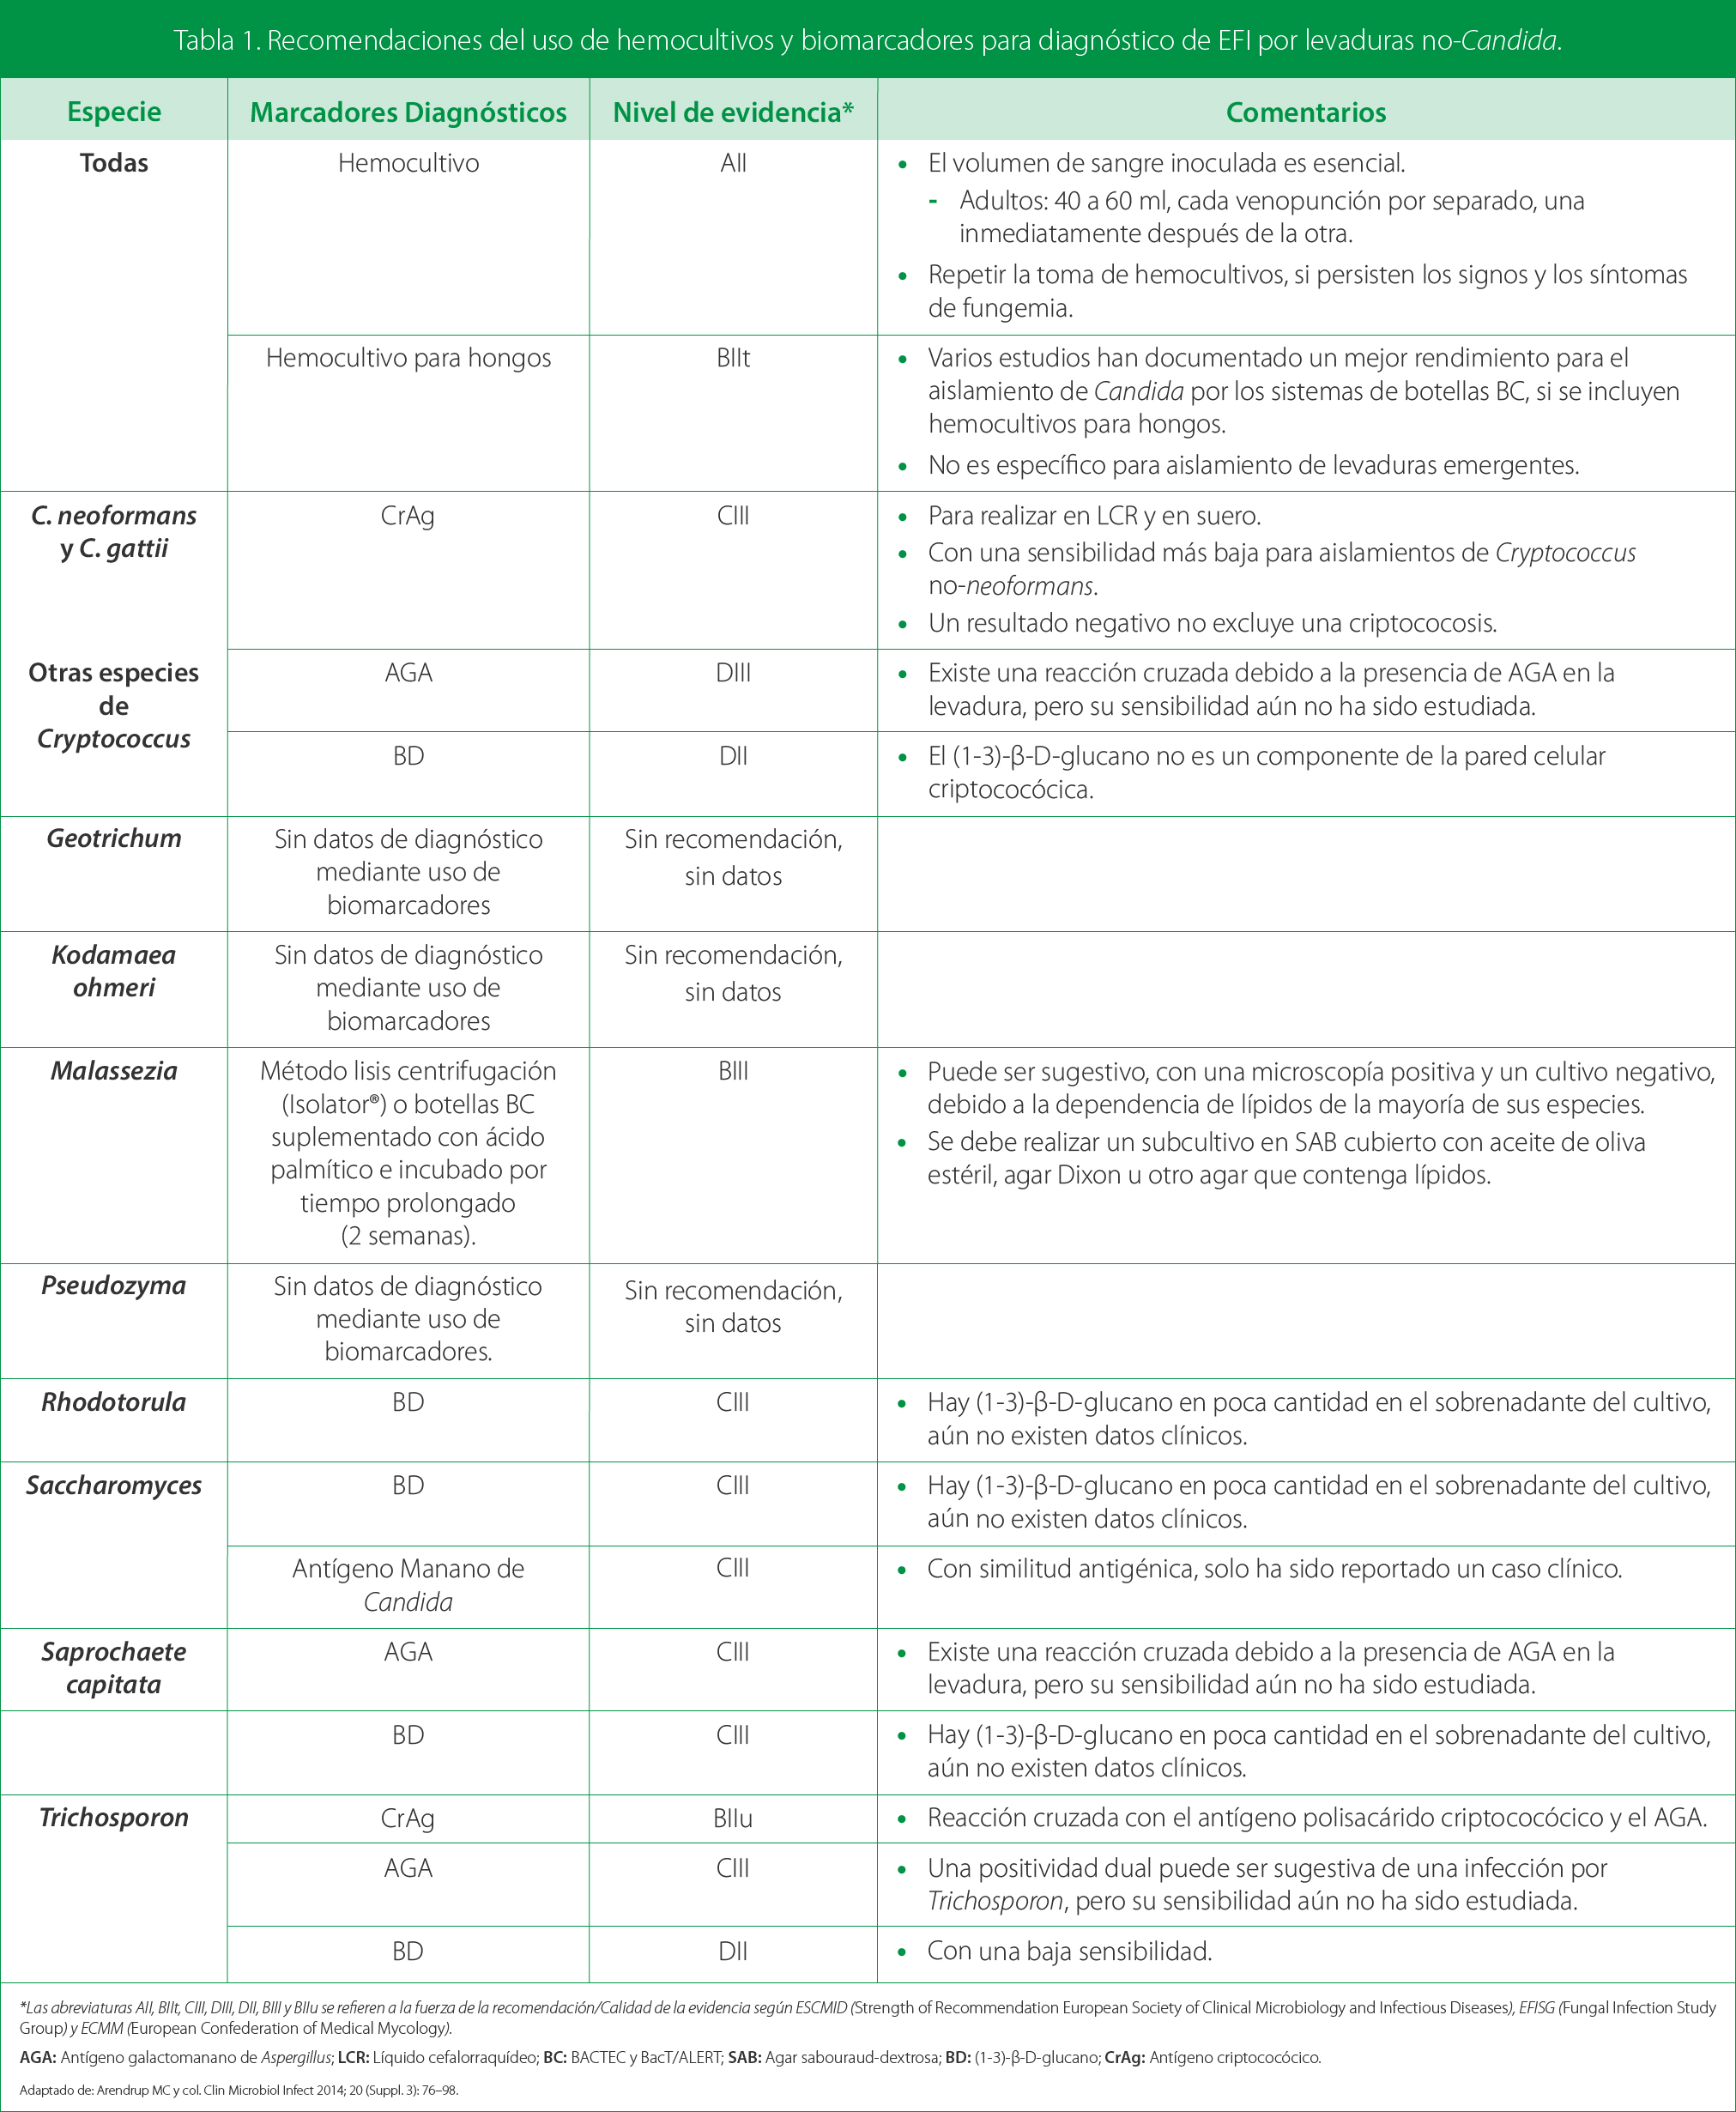 Tabla 1. Recomendaciones del uso de hemocultivos y biomarcadores para diagnóstico de EFI por levaduras no-Candida.
Especie
Marcadores Diagnósticos
Nivel de evidencia*
Comentarios
Todas
Hemocultivo
AII
• El volumen de sangre inoculada es esencial.
- Adultos: 40 a 60 ml, cada venopunción por separado, una
inmediatamente después de la otra.
• Repetir la toma de hemocultivos, si persisten los signos y los síntomas
de fungemia.
Hemocultivo para hongos
BIIt
• Varios estudios han documentado un mejor rendimiento para el
aislamiento de Candida por los sistemas de botellas BC, si se incluyen
hemocultivos para hongos.
• No es específico para aislamiento de levaduras emergentes.
C. neoformans
y C. gattii
CrAg
CIII
• Para realizar en LCR y en suero.
• Con una sensibilidad más baja para aislamientos de Cryptococcus
no-neoformans.
• Un resultado negativo no excluye una criptococosis.
Otras especies
de
Cryptococcus
AGA
DIII
• Existe una reacción cruzada debido a la presencia de AGA en la
levadura, pero su sensibilidad aún no ha sido estudiada.
BD
DII
• El (1-3)-β-D-glucano no es un componente de la pared celular
criptococócica.
Geotrichum
Sin datos de diagnóstico
mediante uso de
biomarcadores
Sin recomendación,
sin datos
Kodamaea
ohmeri
Sin datos de diagnóstico
mediante uso de
biomarcadores
Sin recomendación,
sin datos
Malassezia
Método lisis centrifugación
(Isolator®) o botellas BC
suplementado con ácido
palmítico e incubado por
tiempo prolongado
(2 semanas).
BIII
• Puede ser sugestivo, con una microscopía positiva y un cultivo negativo,
debido a la dependencia de lípidos de la mayoría de sus especies.
• Se debe realizar un subcultivo en SAB cubierto con aceite de oliva
estéril, agar Dixon u otro agar que contenga lípidos.
Pseudozyma
Sin datos de diagnóstico
mediante uso de
biomarcadores.
Sin recomendación,
sin datos
Rhodotorula
BD
CIII
• Hay (1-3)-β-D-glucano en poca cantidad en el sobrenadante del cultivo,
aún no existen datos clínicos.
Saccharomyces
BD
CIII
• Hay (1-3)-β-D-glucano en poca cantidad en el sobrenadante del cultivo,
aún no existen datos clínicos.
Antígeno Manano de
Candida
CIII
• Con similitud antigénica, solo ha sido reportado un caso clínico.
Saprochaete
capitata
AGA
CIII
• Existe una reacción cruzada debido a la presencia de AGA en la
levadura, pero su sensibilidad aún no ha sido estudiada.
BD
CIII
• Hay (1-3)-β-D-glucano en poca cantidad en el sobrenadante del cultivo,
aún no existen datos clínicos.
Trichosporon
CrAg
BIIu
• Reacción cruzada con el antígeno polisacárido criptococócico y el AGA.
AGA
CIII
• Una positividad dual puede ser sugestiva de una infección por
Trichosporon, pero su sensibilidad aún no ha sido estudiada.
BD
DII
• Con una baja sensibilidad.
*Las abreviaturas AII, BIIt, CIII, DIII, DII, BIII y BIIu se refieren a la fuerza de la recomendación/Calidad de la evidencia según ESCMID (Strength of Recommendation European Society of Clinical Microbiology and Infectious Diseases), EFISG (Fungal Infection Study
Group) y ECMM (European Confederation of Medical Mycology).
AGA: Antígeno galactomanano de Aspergillus; LCR: Líquido cefalorraquídeo; BC: BACTEC y BacT/ALERT; SAB: Agar sabouraud-dextrosa; BD: (1-3)-β-D-glucano; CrAg: Antígeno criptococócico.
Adaptado de: Arendrup MC y col. Clin Microbiol Infect 2014; 20 (Suppl. 3): 76–98.